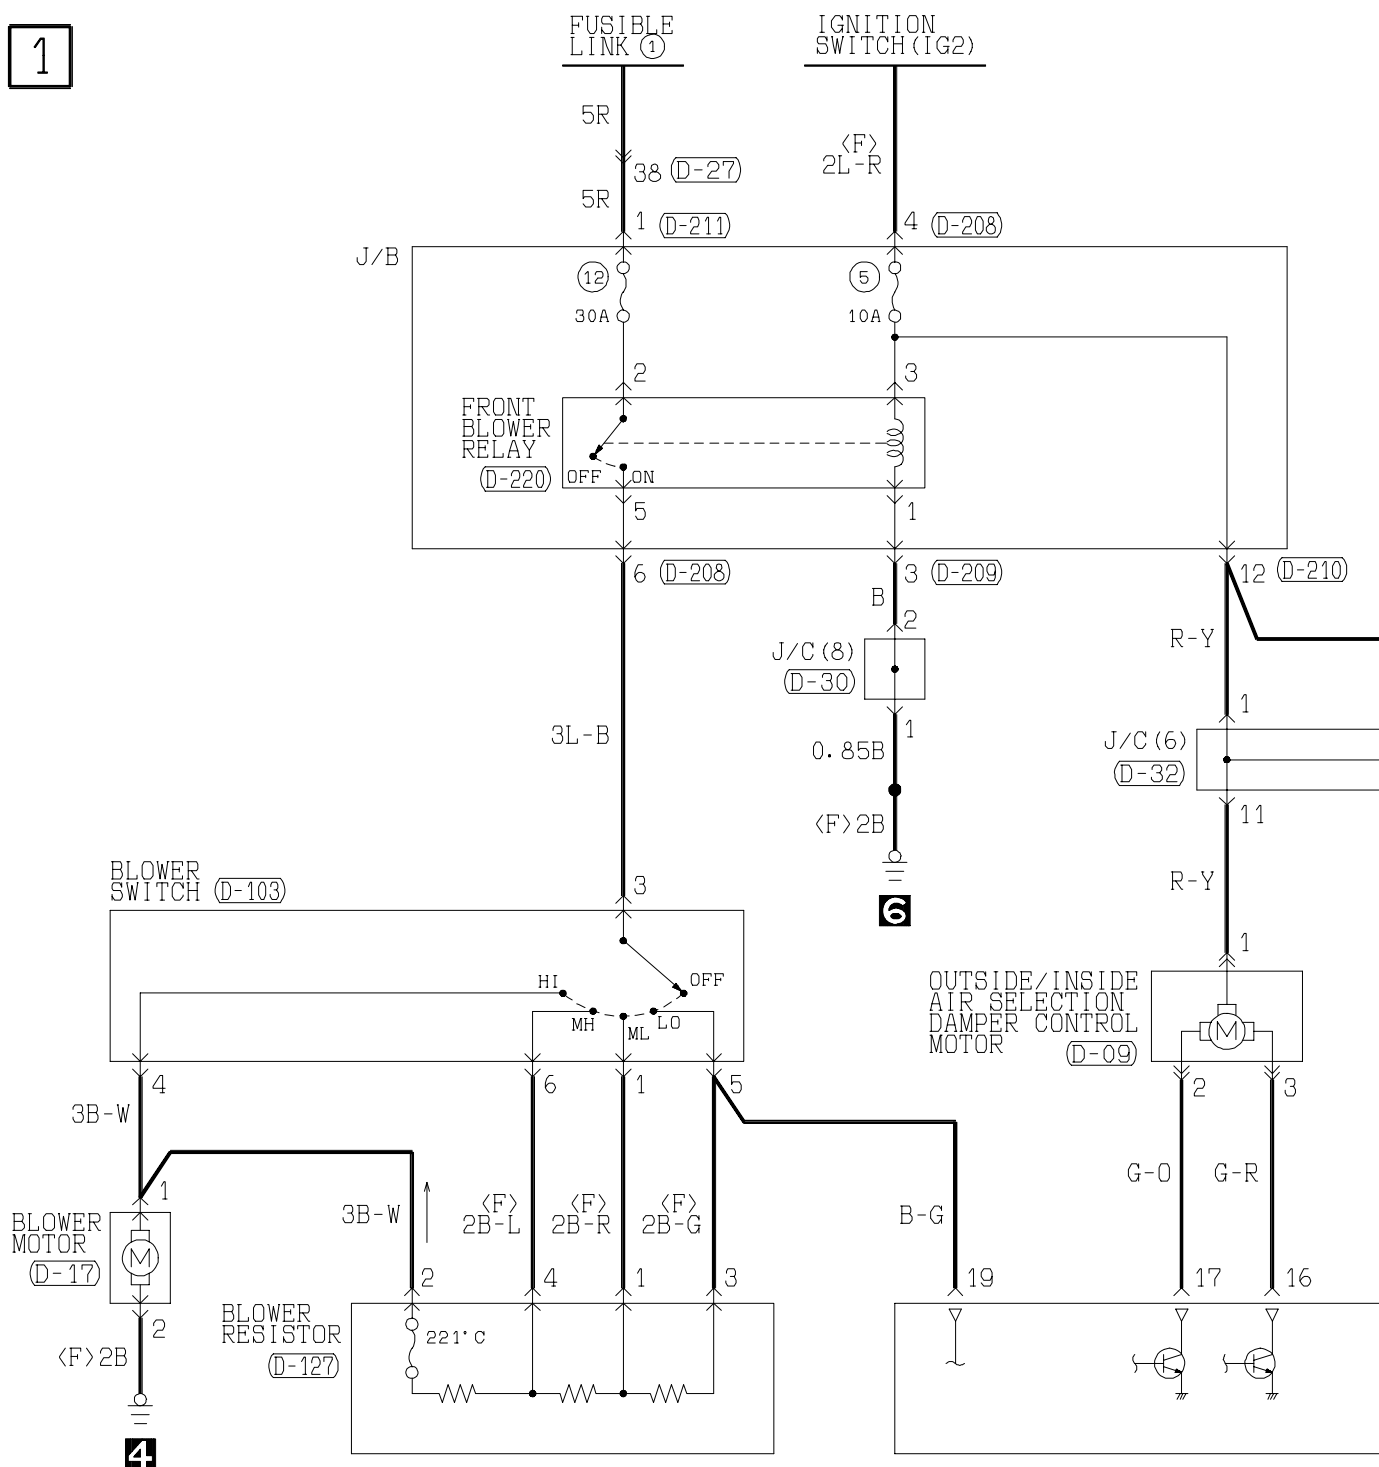 1
FUSIBLE
LINK ①
IGNITION
SWITCH(IG2)
5R
〈F〉
2L-R
38 (D-27)
5R
1 (D-211)
4 (D-208)
J/B
12
5
30A
10A
2
3
FRONT
BLOWER
RELAY
(D-220)
OFF
ON
5
1
6 (D-208)
3 (D-209)
12 (D-210)
B
2
R-Y
J/C(8)
(D-30)
1
1
3L-B
0.85B
J/C(6)
(D-32)
〈F〉2B
11
BLOWER
SWITCH (D-103)
3
R-Y
6
1
HI
OFF
MH
ML
LO
OUTSIDE/INSIDE
AIR SELECTION
DAMPER CONTROL
MOTOR
(D-09)
M
4
6
1
5
2
3
3B-W
1
3B-W
〈F〉
2B-L
〈F〉
2B-R
〈F〉
2B-G
B-G
G-O
G-R
BLOWER
MOTOR
(D-17)
M
2
4
1
3
19
17
16
2
BLOWER
RESISTOR
(D-127)
221°C
〈F〉2B
4